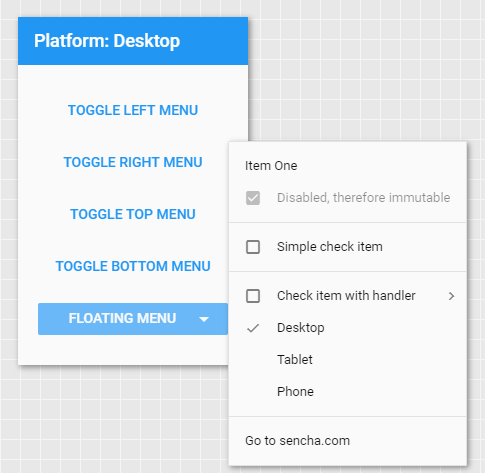 Platform: Desktop
TOGGLE LEFT MENU
TOGGLE RIGHT MENU
TOGGLE TOP MENU
TOGGLE BOTTOM MENU
FLOATING MENU
Item One
Disabled, therefore immutable
Simple check item
Check item with handler
Desktop
Tablet
Phone
Go to sencha.com